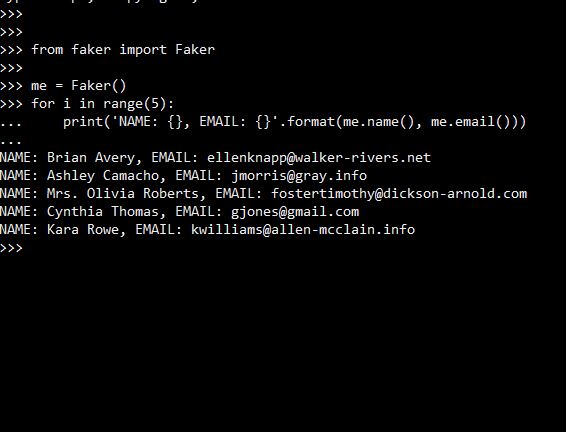 >>>
>>>
>>> from faker import Faker
>>>
>>> me = Faker()
>>> for i in range(5):
...     print('NAME: {}, EMAIL: {}'.format(me.name(), me.email()))
...
NAME: Brian Avery, EMAIL: ellenknapp@walker-rivers.net
NAME: Ashley Camacho, EMAIL: jmorris@gray.info
NAME: Mrs. Olivia Roberts, EMAIL: fostertimothy@dickson-arnold.com
NAME: Cynthia Thomas, EMAIL: gjones@gmail.com
NAME: Kara Rowe, EMAIL: kwilliams@allen-mcclain.info
>>>